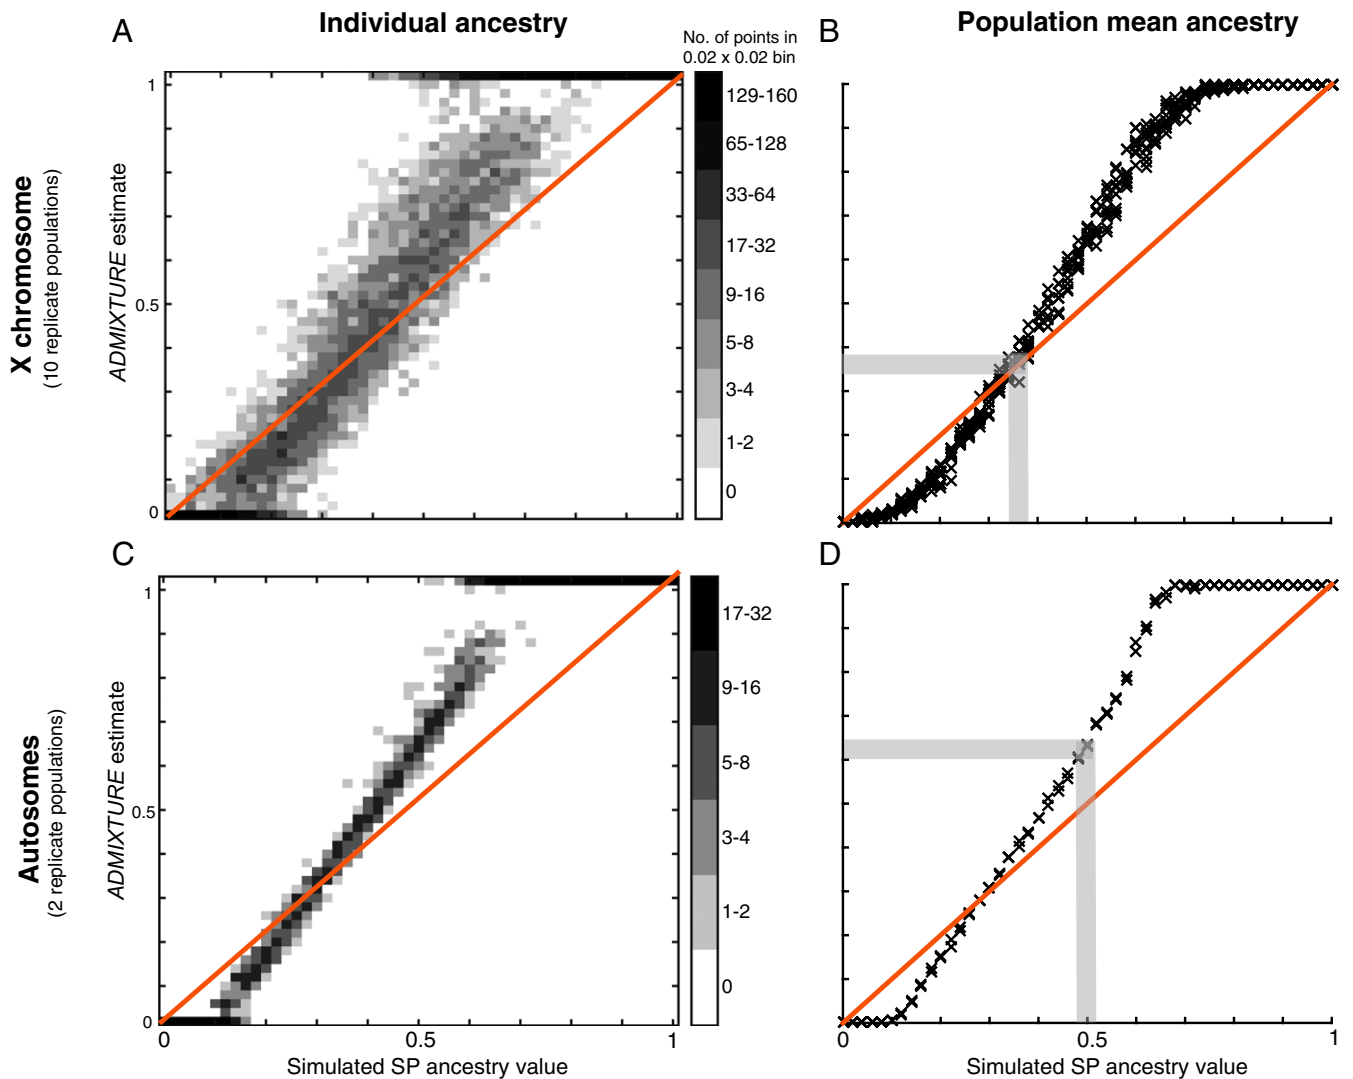 A
Individual ancestry
No. of points in
0.02 x 0.02 bin
B
Population mean ancestry
X chromosome
(10 replicate populations)
ADMIXTURE estimate
1
0.5
0
129-160
65-128
33-64
17-32
9-16
5-8
3-4
1-2
0
C
D
Autosomes
(2 replicate populations)
ADMIXTURE estimate
1
0.5
0
17-32
9-16
5-8
3-4
1-2
0
0
0.5
1
Simulated SP ancestry value
0
0.5
1
Simulated SP ancestry value